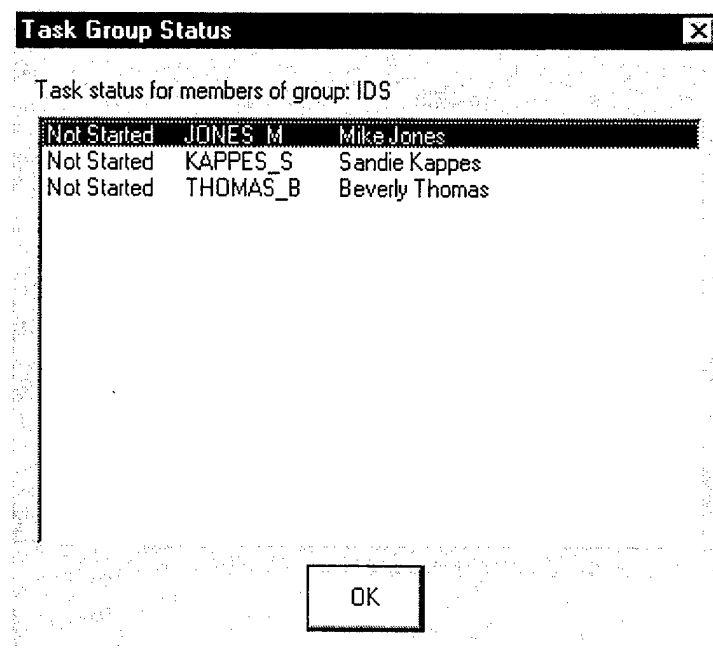 Task Group Status
Task status for members of group: IDS
Not Started JONES_M Mike Jones
Not Started KAPPES_S Sandie Kappes
Not Started THOMAS_B Beverly Thomas
OK